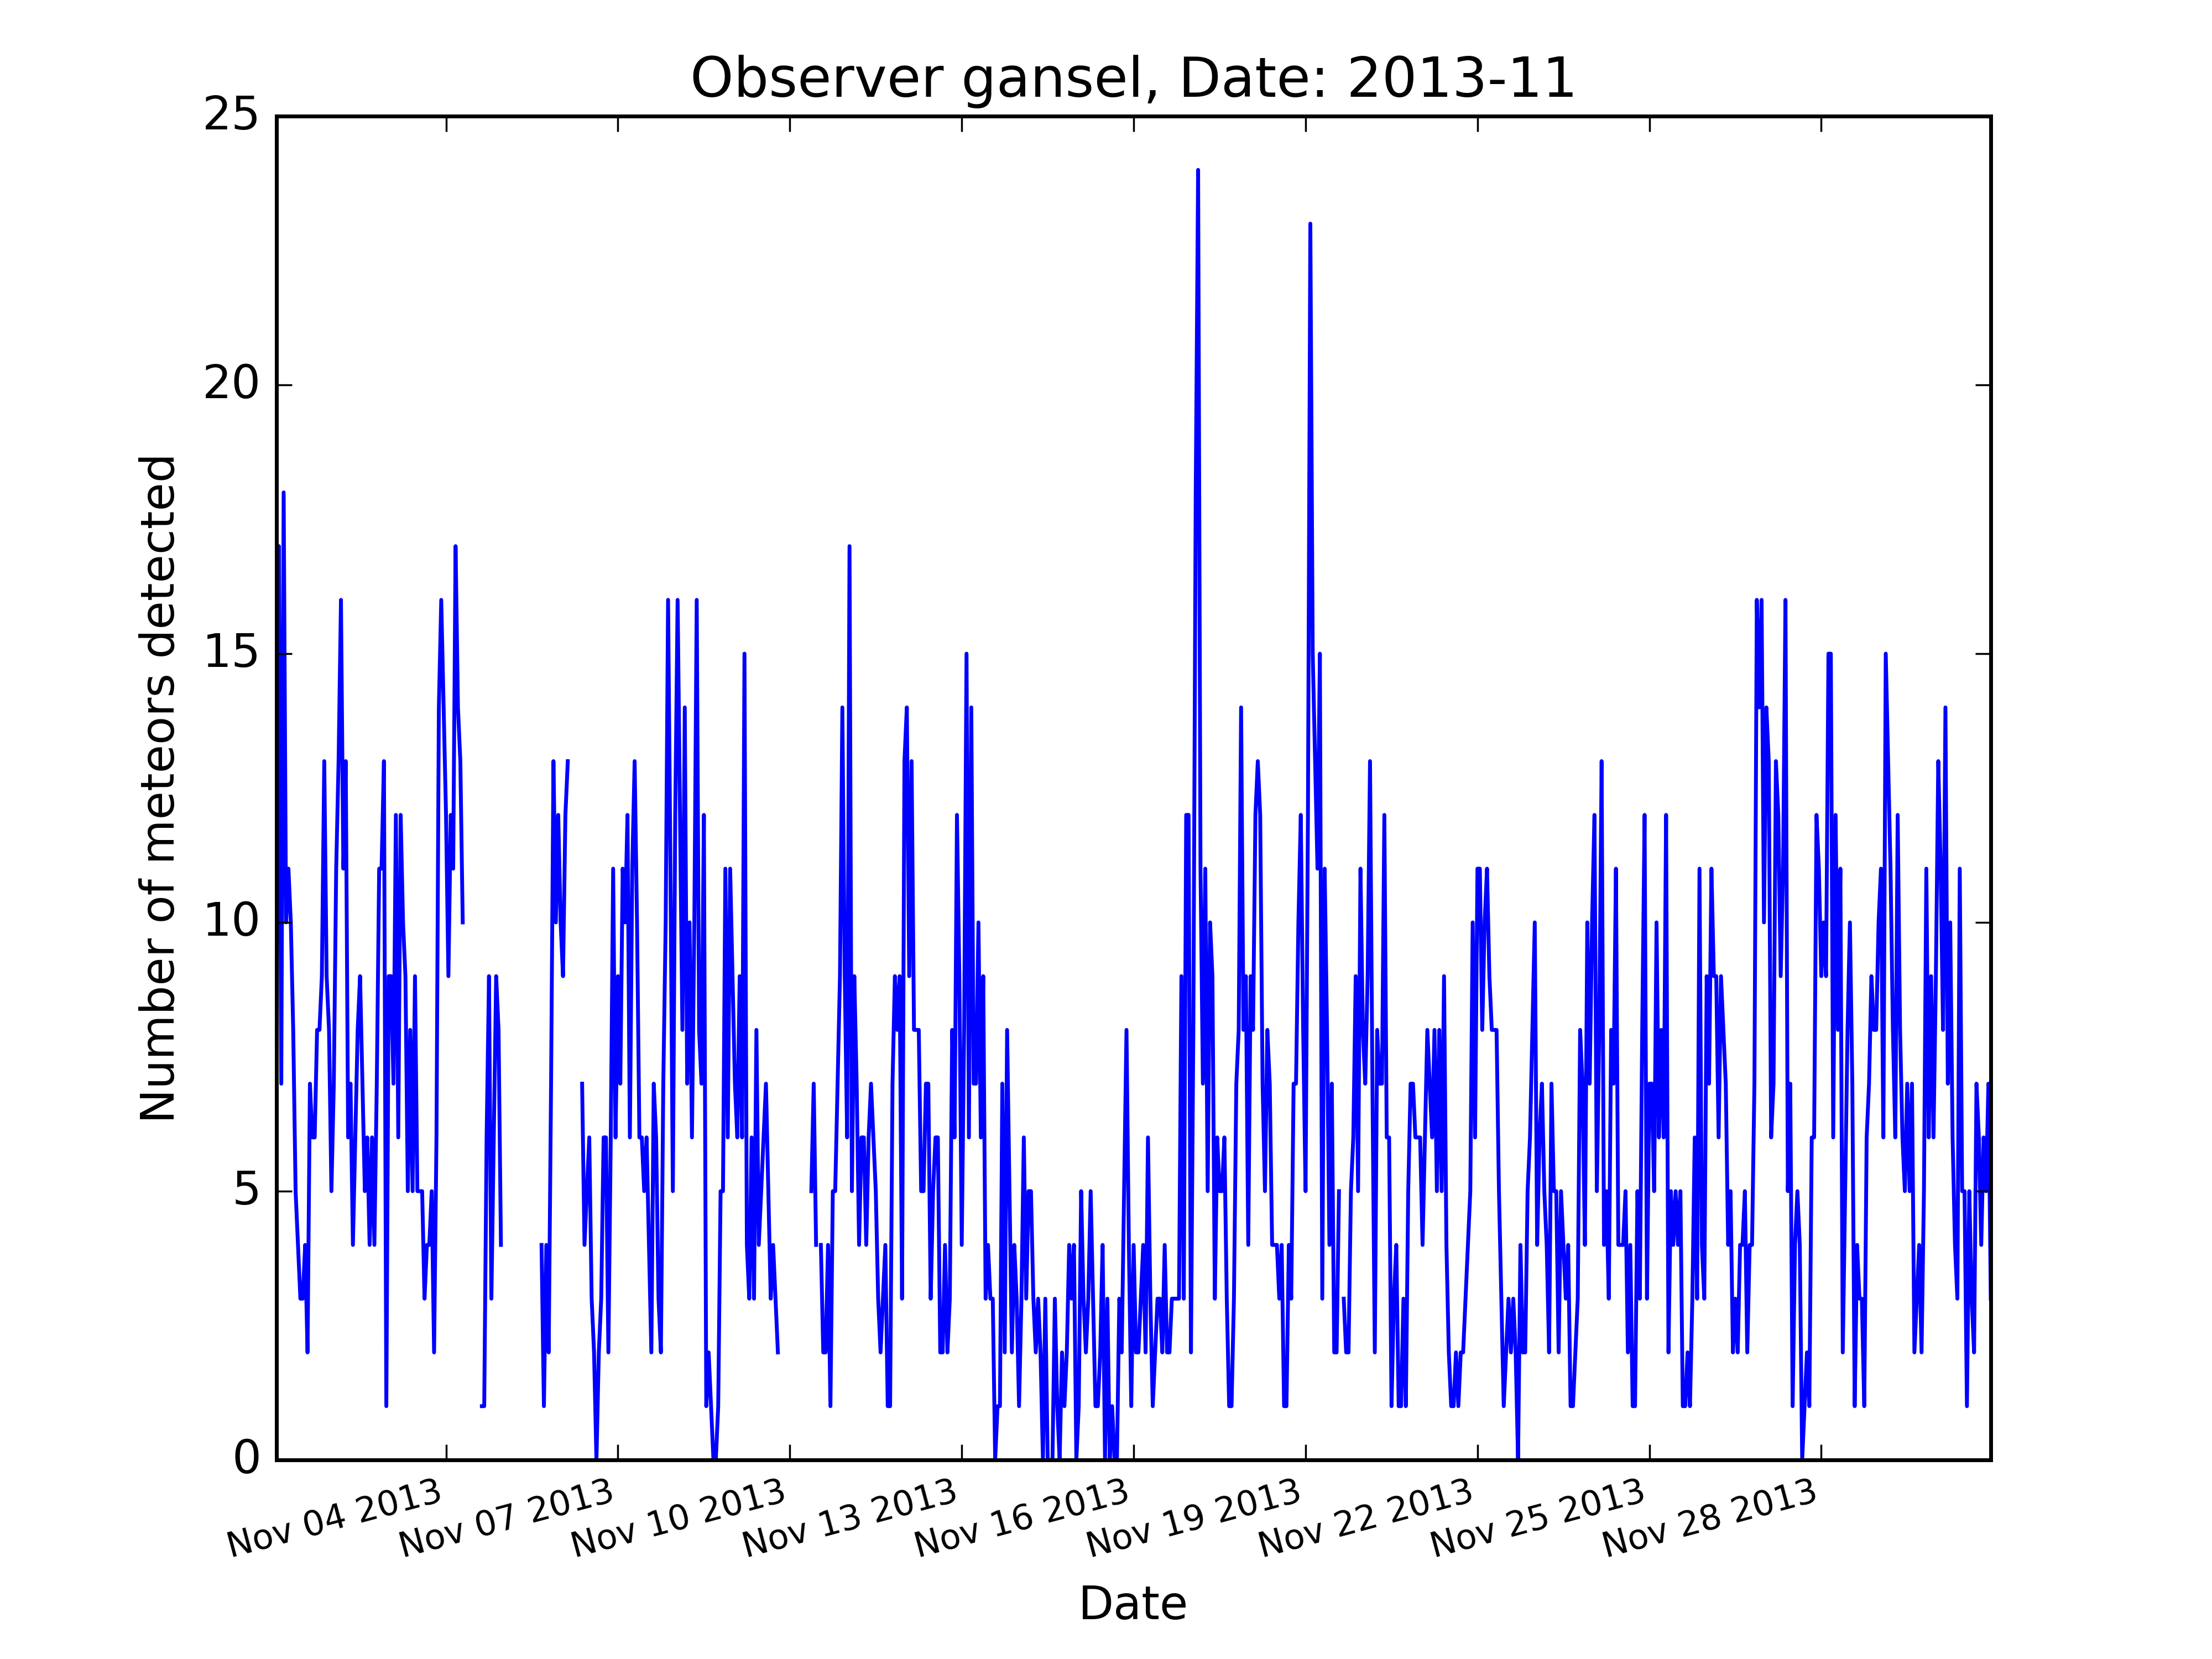 Observer gansel, Date: 2013-11
Number of meteors detected
25
20
15
10
5
0
Nov 04 2013
Nov 07 2013
Nov 10 2013
Nov 13 2013
Nov 16 2013
Nov 19 2013
Nov 22 2013
Nov 25 2013
Nov 28 2013
Date